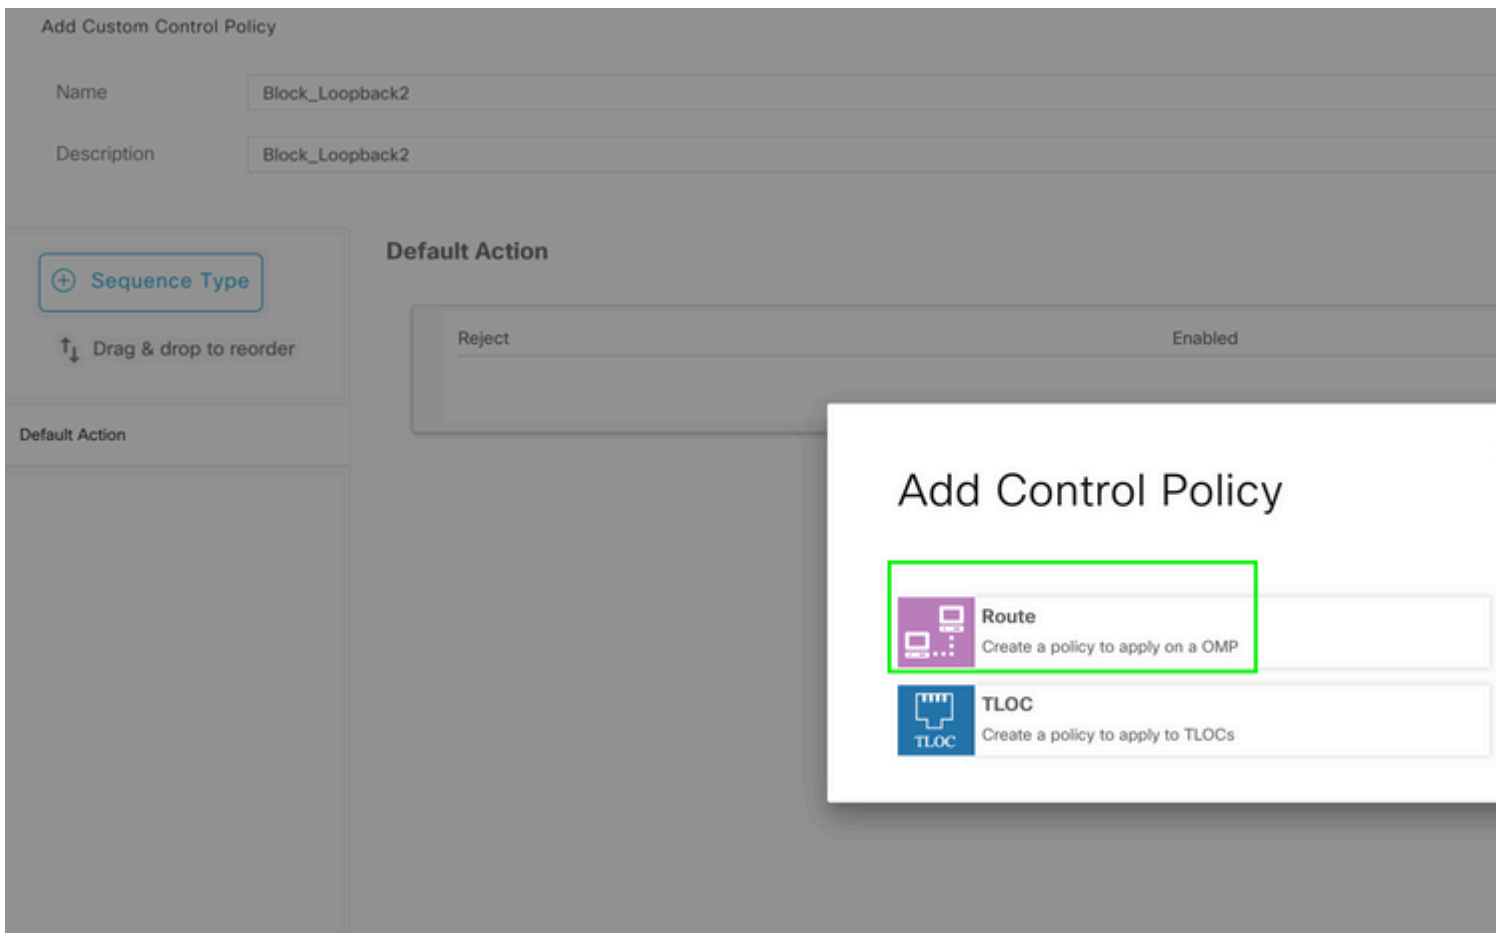 Add Custom Control Policy
Name
Block_Loopback2
Description
Block_Loopback2
Sequence Type
Drag & drop to reorder
Default Action
Default Action
Reject
Enabled
Add Control Policy
Route
Create a policy to apply on a OMP
TLOC
TLOC
Create a policy to apply to TLOCs